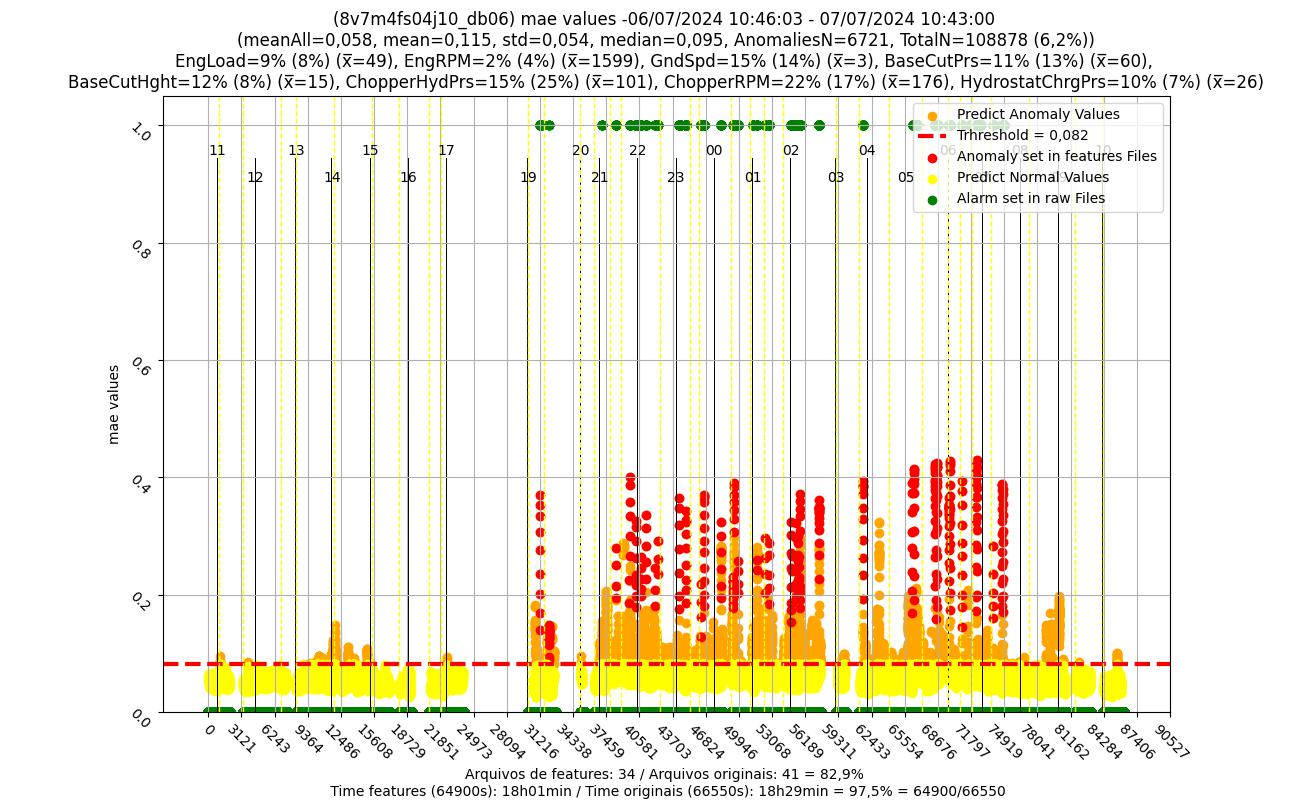 (8v7m4fs04j10_db06) mae values -06/07/2024 10:46:03 - 07/07/2024 10:43:00
(meanAll=0,058, mean=0,115, std=0,054, median=0,095, AnomaliesN=6721, TotalN=108878 (6,2%))
EngLoad=9% (8%) (x̅=49), EngRPM=2% (4%) (x̅=1599), GndSpd=15% (14%) (x̅=3), BaseCutPrs=11% (13%) (x̅=60),
BaseCutHght=12% (8%) (x̅=15), ChopperHydPrs=15% (25%) (x̅=101), ChopperRPM=22% (17%) (x̅=176), HydrostatChrgPrs=10% (7%) (x̅=26)
Predict Anomaly Values
Trhreshold = 0,082
Anomaly set in features Files
Predict Normal Values
Alarm set in raw Files
11 13 15 17 20 22 00 02 04 06 08 10
12 14 16 19 21 23 01 03 05
1.0
0.8
0.6
0.4
0.2
0.0
mae values
0 3121 6243 9364 12486 15608 18729 21851 24973 28094 31216 34338 37459 40581 43703 46824 49946 53068 56189 59311 62433 65554 68676 71797 74919 78041 81162 84284 87406 90527
Arquivos de features: 34 / Arquivos originais: 41 = 82,9%
Time features (64900s): 18h01min / Time originais (66550s): 18h29min = 97,5% = 64900/66550